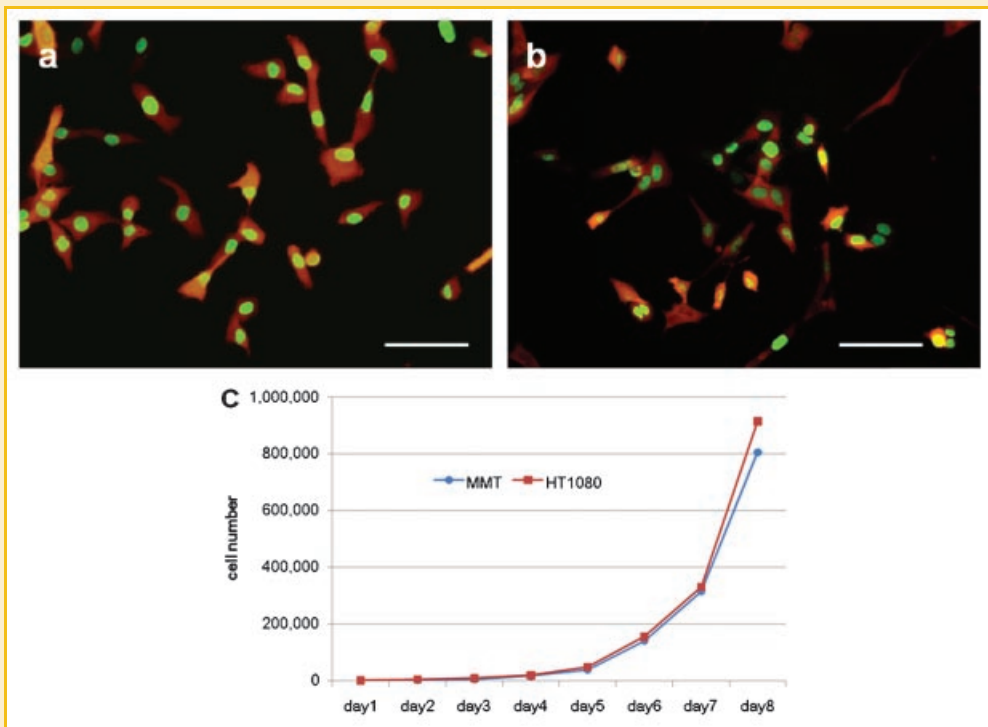 a
b
C
1,000,000
800,000
600,000
400,000
200,000
0
cell number
MMT HT1080
day1 day2 day3 day4 day5 day6 day7 day8